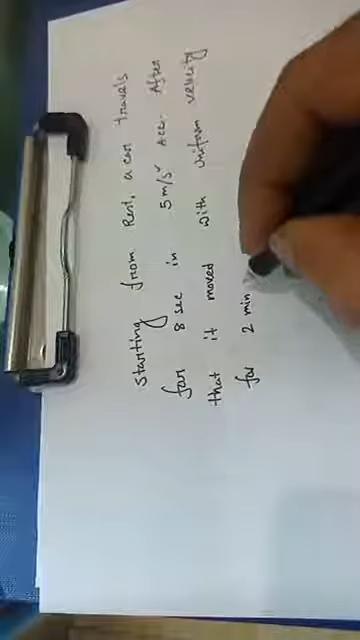 Starting from Rest, a car travels
for 8 sec in 5 m/s² Acc. After
that it moved with Uniform velocity
for 2 min